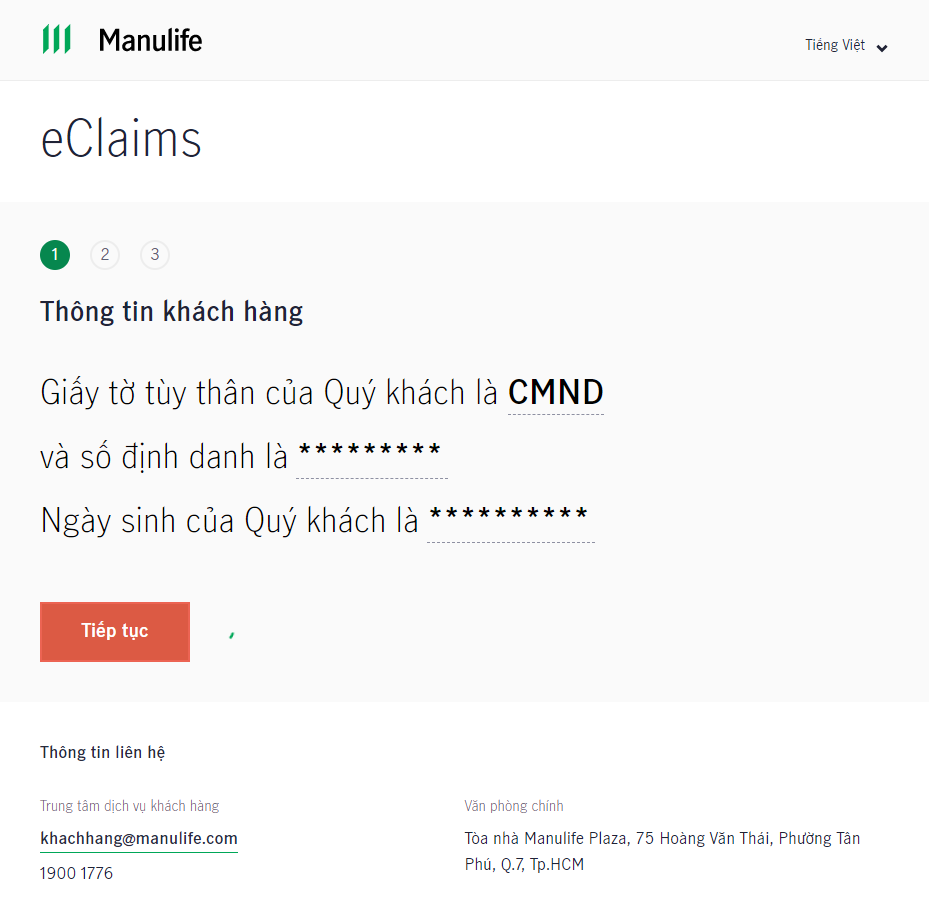 Manulife
Tiếng Việt
eClaims
1 2 3
Thông tin khách hàng
Giấy tờ tùy thân của Quý khách là CMND
và số định danh là *********
Ngày sinh của Quý khách là **********
Tiếp tục
Thông tin liên hệ
Trung tâm dịch vụ khách hàng
khachhang@manulife.com
1900 1776
Văn phòng chính
Tòa nhà Manulife Plaza, 75 Hoàng Văn Thái, Phường Tân
Phú, Q.7, Tp.HCM